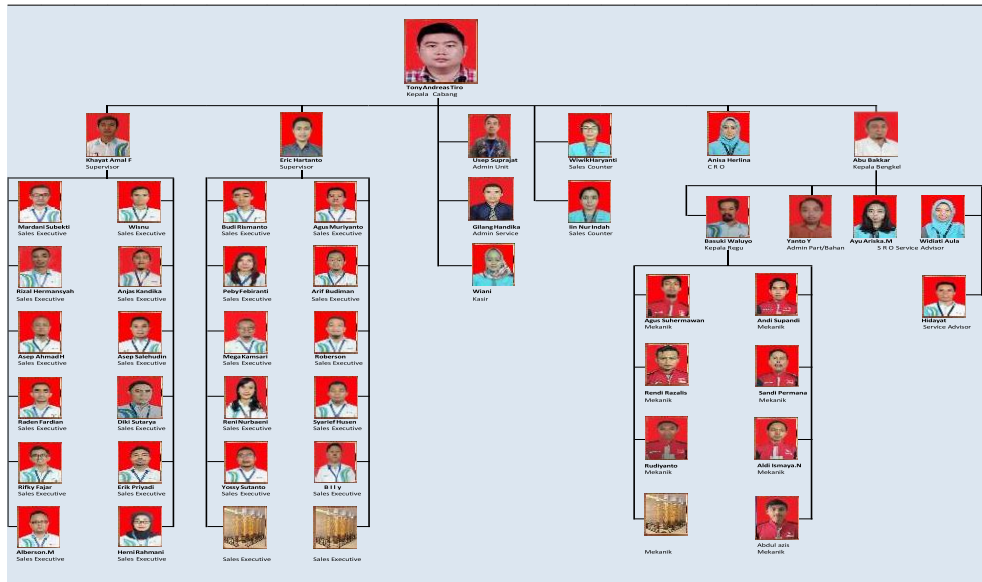 TonyAndreasTiro
Kepala Cabang
Khayat Amal F
Supervisor
Eric Hartanto
Supervisor
Usep Suprajat
Admin Unit
WiwikHaryanti
Sales Counter
Anisa Herlina
C R O
Abu Bakkar
Kepala Bengkel
Mardani Subekti
Sales Executive
Wisnu
Sales Executive
Budi Rismanto
Sales Executive
Agus Muriyanto
Sales Executive
Gilang Handika
Admin Service
Iin Nur Indah
Sales Counter
Basuki Waluyo
Kepala Regu
Yanto Y
Admin Part/Bahan
Ayu Ariska.M
Widiati Aula
S R O Service Advisor
Rizal Hermansyah
Sales Executive
Anjas Kandika
Sales Executive
Peby Febiranti
Sales Executive
Arif Budiman
Sales Executive
Wiani
Kasir
Agus Suhermawan
Mekanik
Andi Supandi
Mekanik
Hidayat
Service Advisor
Asep Ahmad H
Sales Executive
Asep Salehudin
Sales Executive
Mega Kamsari
Sales Executive
Roberson
Sales Executive
Rendi Razalis
Mekanik
Sandi Permana
Mekanik
Raden Fardian
Sales Executive
Diki Sutarya
Sales Executive
Reni Nurbaeni
Sales Executive
Syarief Husen
Sales Executive
Rudiyanto
Mekanik
Aldi Ismaya.N
Mekanik
Rifky Fajar
Sales Executive
Erik Priyadi
Sales Executive
Yossy Sutanto
Sales Executive
B i l y
Sales Executive
Mekanik
Abdul azis
Mekanik
Alberson.M
Sales Executive
Herni Rahmani
Sales Executive
Sales Executive
Sales Executive